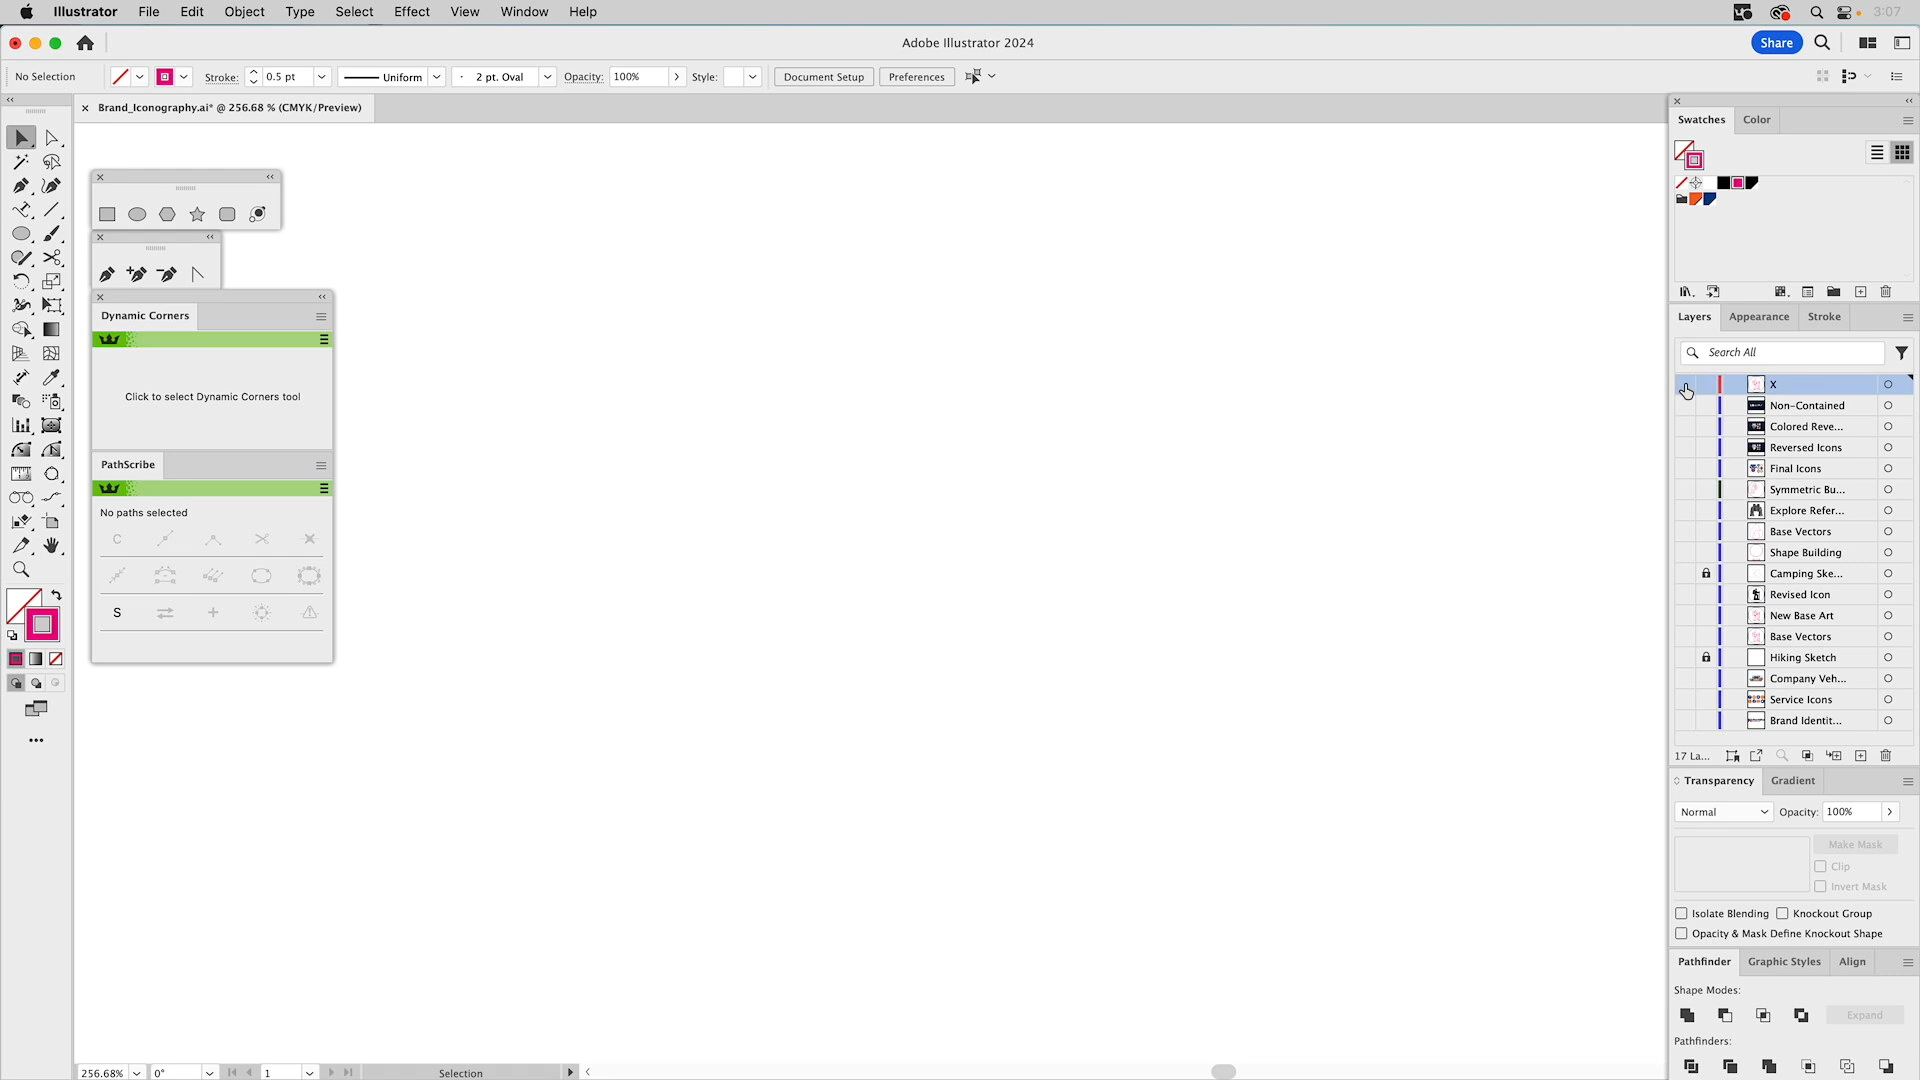 Illustrator File Edit Object Type Select Effect View Window Help 3:07
Adobe Illustrator 2024
Share
No Selection Stroke: 0.5 pt Uniform 2 pt. Oval Opacity: 100% Style: Document Setup Preferences
Brand_Iconography.ai* @ 256.68 % (CMYK/Preview)
Dynamic Corners
Click to select Dynamic Corners tool
PathScribe
No paths selected
C
S
Swatches Color
Layers Appearance Stroke
Search All
X
Non-Contained
Colored Reve...
Reversed Icons
Final Icons
Symmetric Bu...
Explore Refer...
Base Vectors
Shape Building
Camping Ske...
Revised Icon
New Base Art
Base Vectors
Hiking Sketch
Company Veh...
Service Icons
Brand Identit...
17 La...
Transparency Gradient
Normal Opacity: 100%
Make Mask
Clip
Invert Mask
Isolate Blending Knockout Group
Opacity & Mask Define Knockout Shape
Pathfinder Graphic Styles Align
Shape Modes:
Expand
Pathfinders:
256.68% 0° 1 Selection